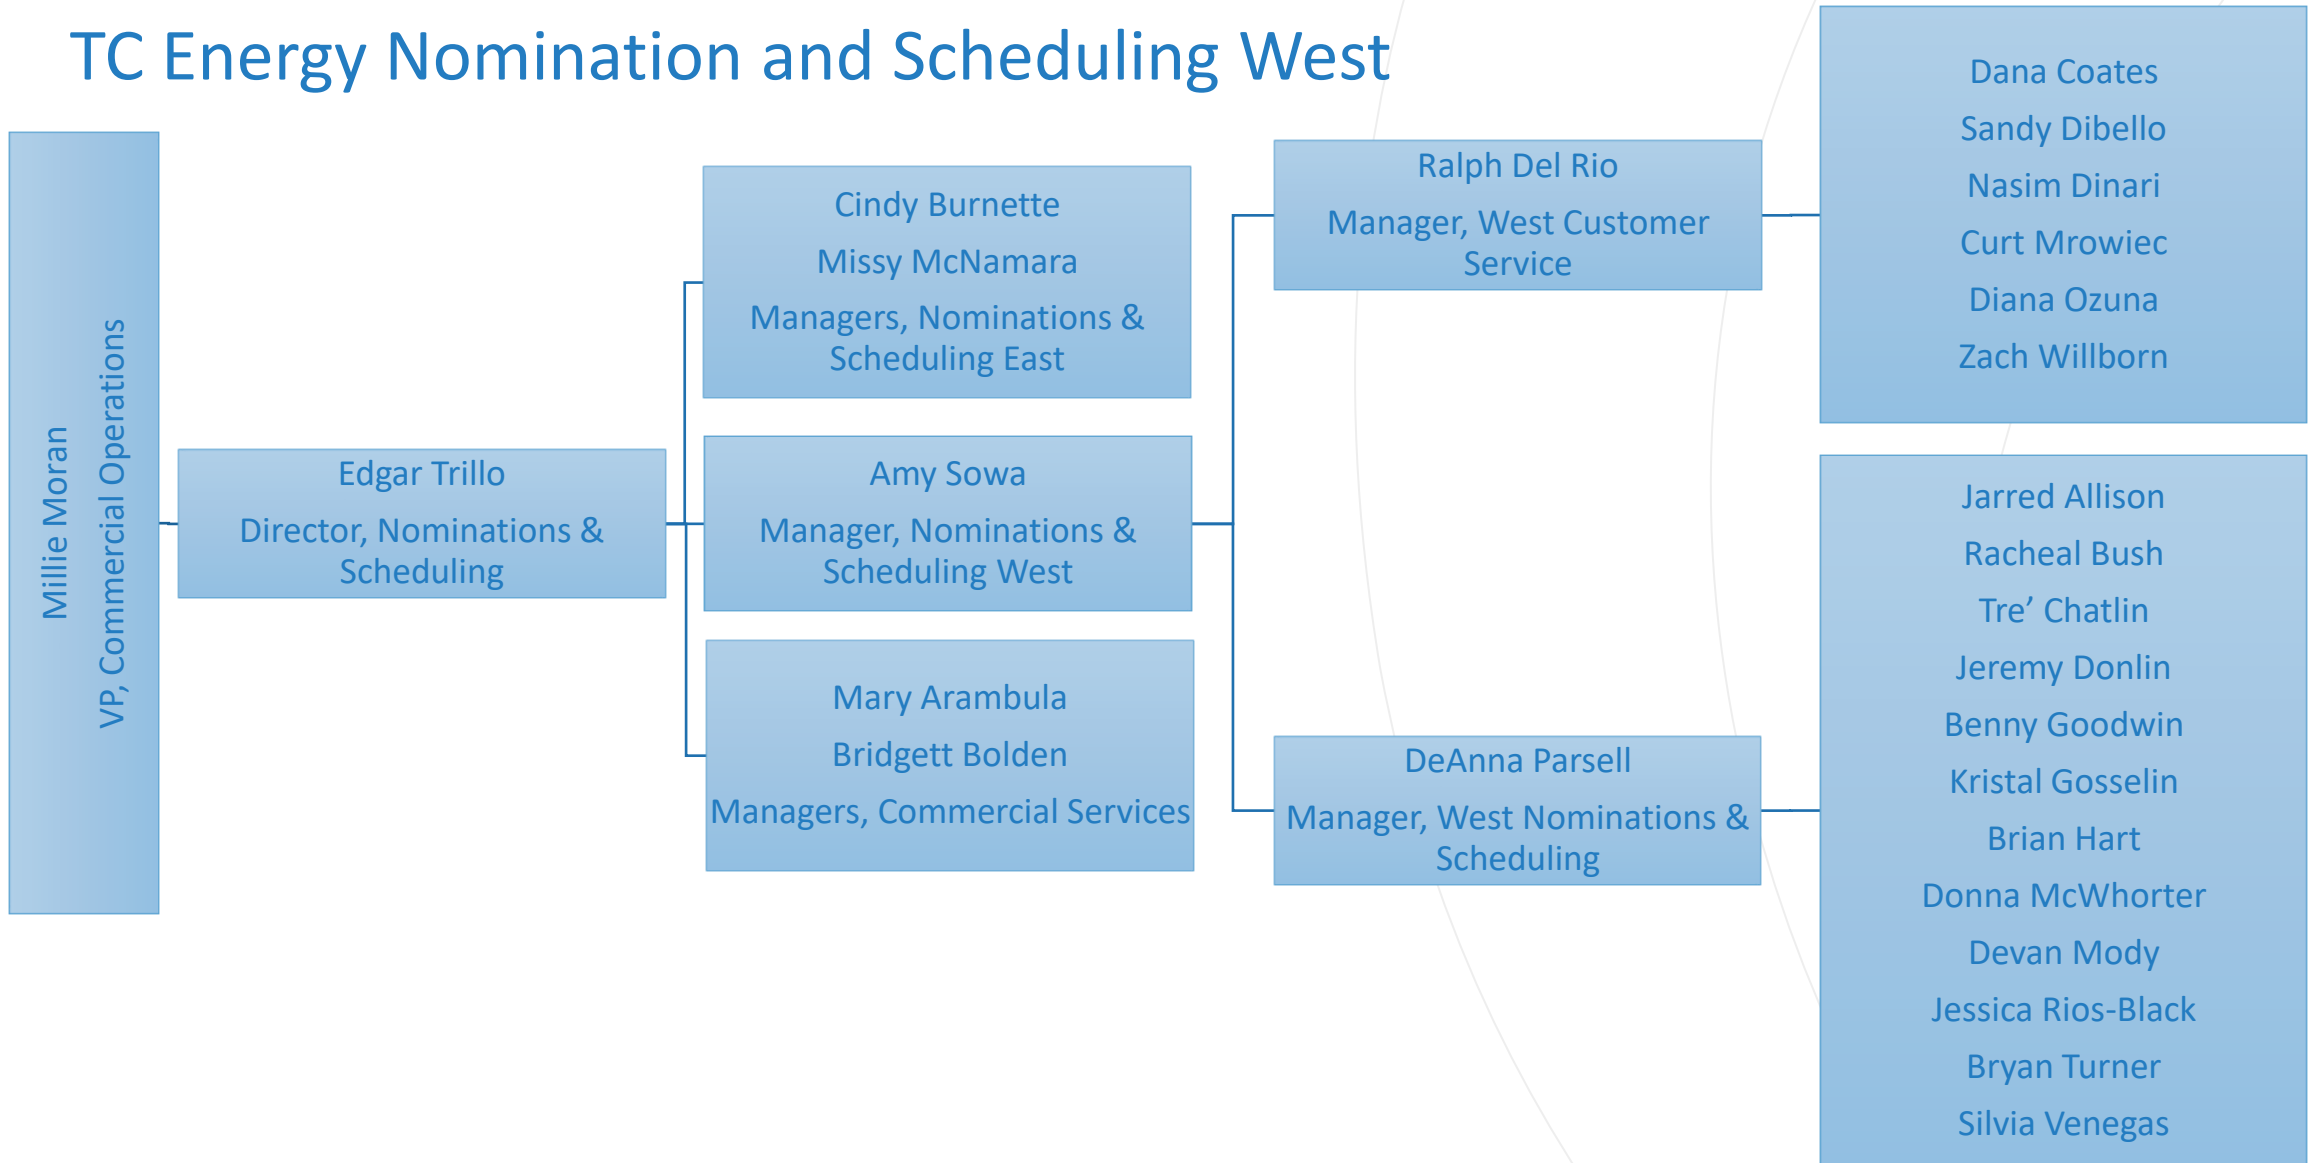 TC Energy Nomination and Scheduling West
Millie Moran
VP, Commercial Operations
Edgar Trillo
Director, Nominations &
Scheduling
Cindy Burnette
Missy McNamara
Managers, Nominations &
Scheduling East
Amy Sowa
Manager, Nominations &
Scheduling West
Mary Arambula
Bridgett Bolden
Managers, Commercial Services
Ralph Del Rio
Manager, West Customer
Service
DeAnna Parsell
Manager, West Nominations &
Scheduling
Dana Coates
Sandy Dibello
Nasim Dinari
Curt Mrowiec
Diana Ozuna
Zach Willborn
Jarred Allison
Racheal Bush
Tre’ Chatlin
Jeremy Donlin
Benny Goodwin
Kristal Gosselin
Brian Hart
Donna McWhorter
Devan Mody
Jessica Rios-Black
Bryan Turner
Silvia Venegas